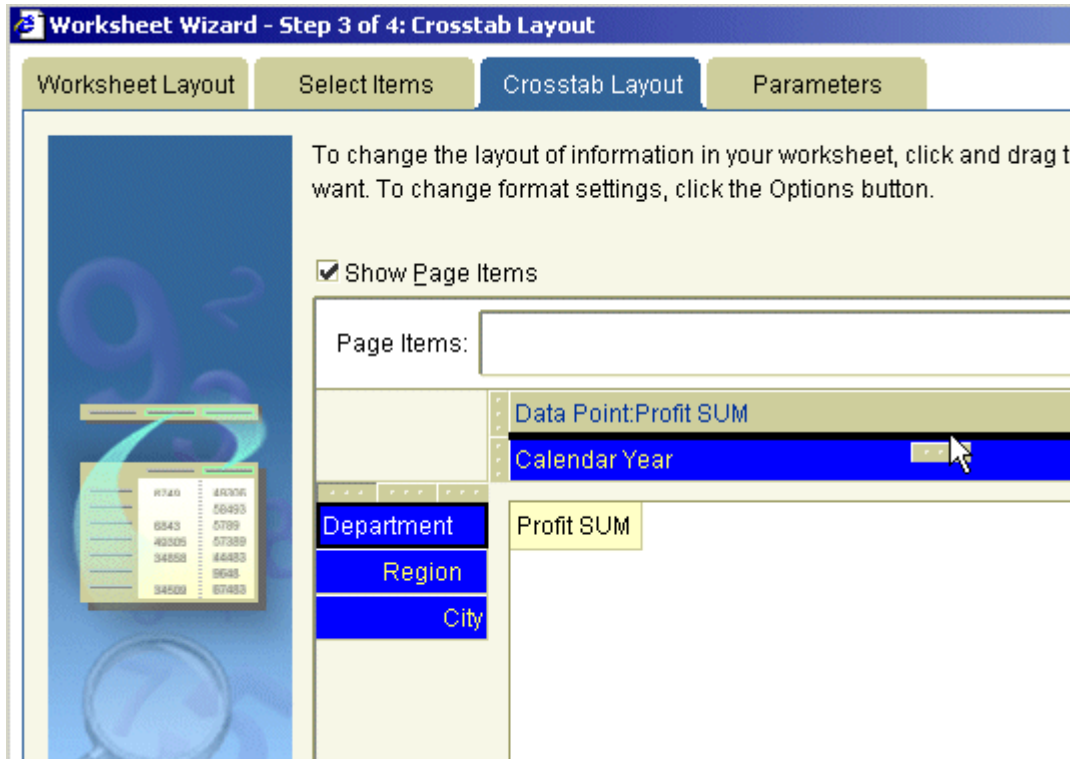 Worksheet Wizard - Step 3 of 4: Crosstab Layout
Worksheet Layout Select Items Crosstab Layout Parameters
To change the layout of information in your worksheet, click and drag t
want. To change format settings, click the Options button.
Show Page Items
Page Items:
Data Point:Profit SUM
Calendar Year
Department
Profit SUM
Region
City